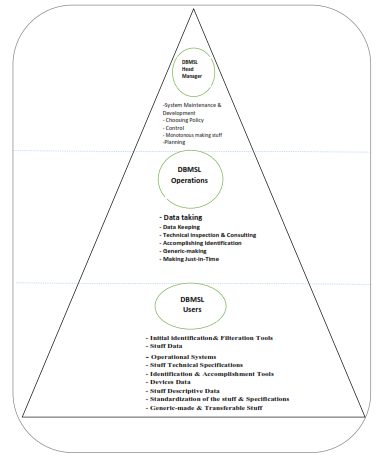 DBMSL
Head
Manager
-System Maintenance &
Development
- Choosing Policy
- Control
- Monotonous making stuff
-Planning
DBMSL
Operations
- Data taking
- Data Keeping
- Technical inspection & Consulting
- Accomplishing Identification
- Generic-making
- Making Just-in-Time
DBMSL
Users
- Initial identification& Filteration Tools
- Stuff Data
- Operational Systems
- Stuff Technical Specifications
- Identification & Accomplishment Tools
- Devices Data
- Stuff Descriptive Data
- Standardization of the stuff & Specifications
- Generic-made & Transferable Stuff